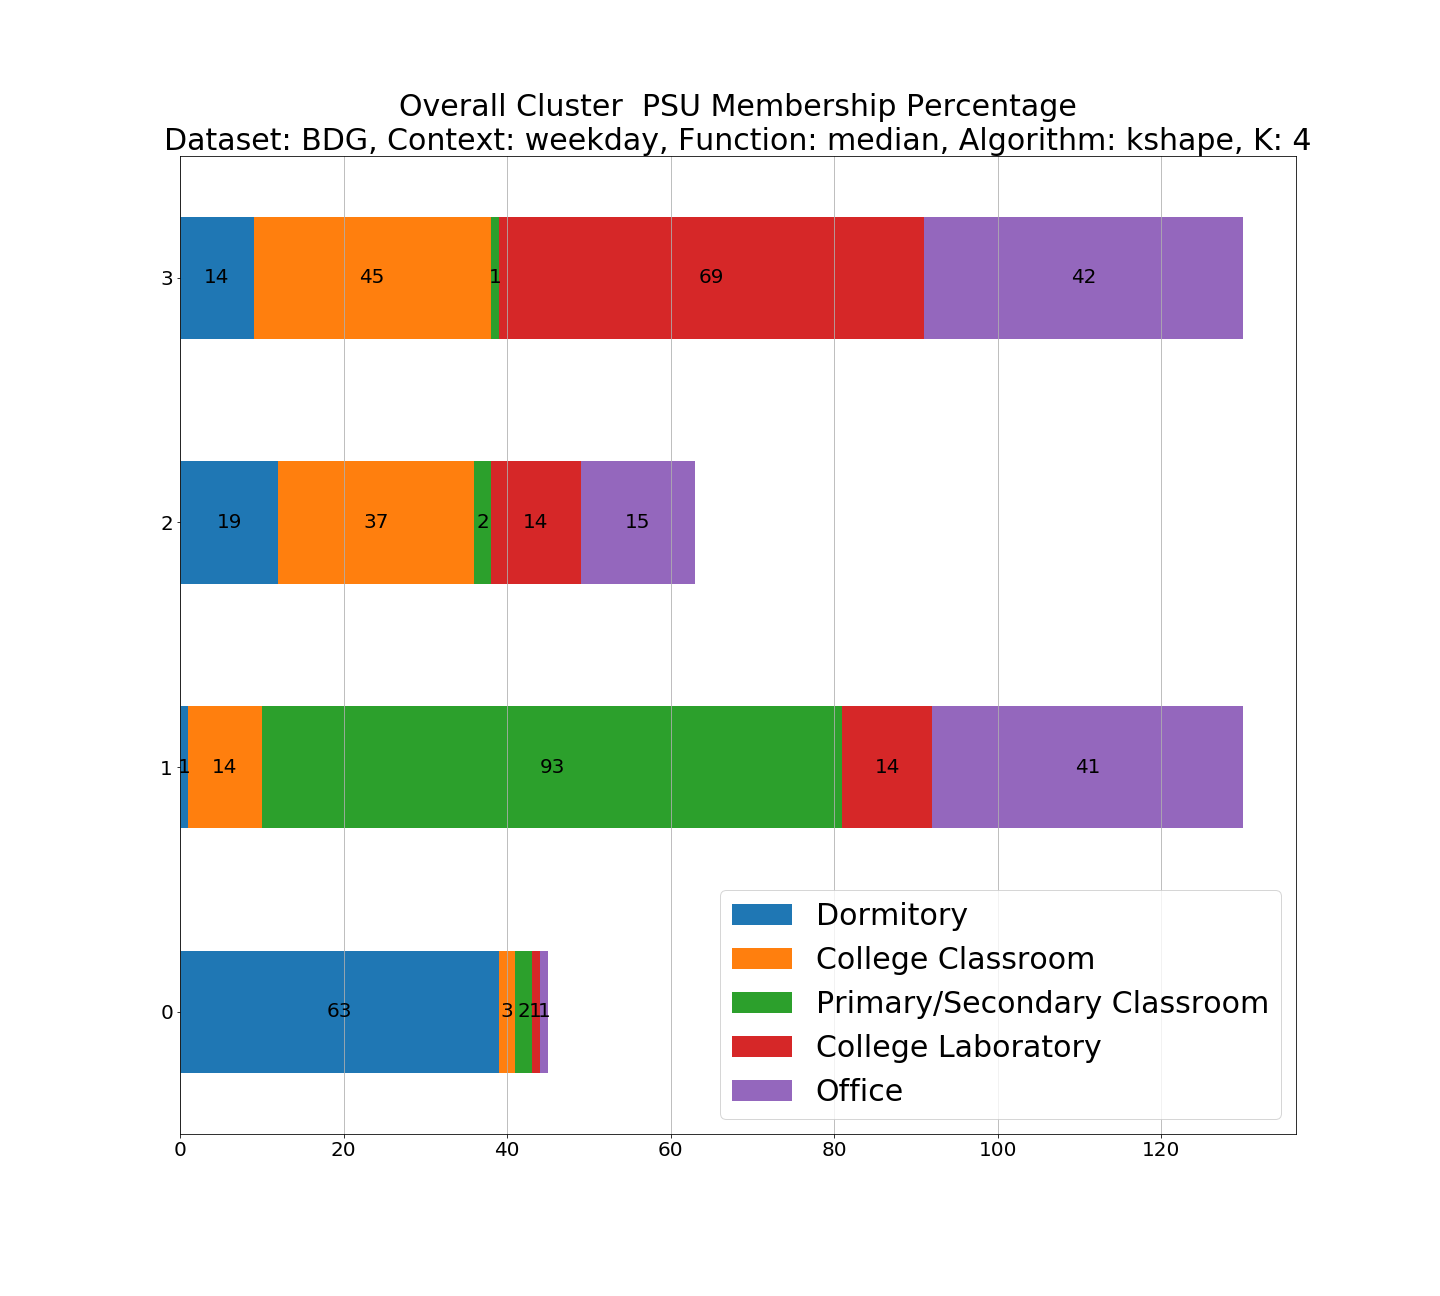 Overall Cluster  PSU Membership Percentage
Dataset: BDG, Context: weekday, Function: median, Algorithm: kshape, K: 4
3 14 45 1 69 42
2 19 37 2 14 15
1 1 14 93 14 41
0 63 3 2 1 1
Dormitory
College Classroom
Primary/Secondary Classroom
College Laboratory
Office
0 20 40 60 80 100 120